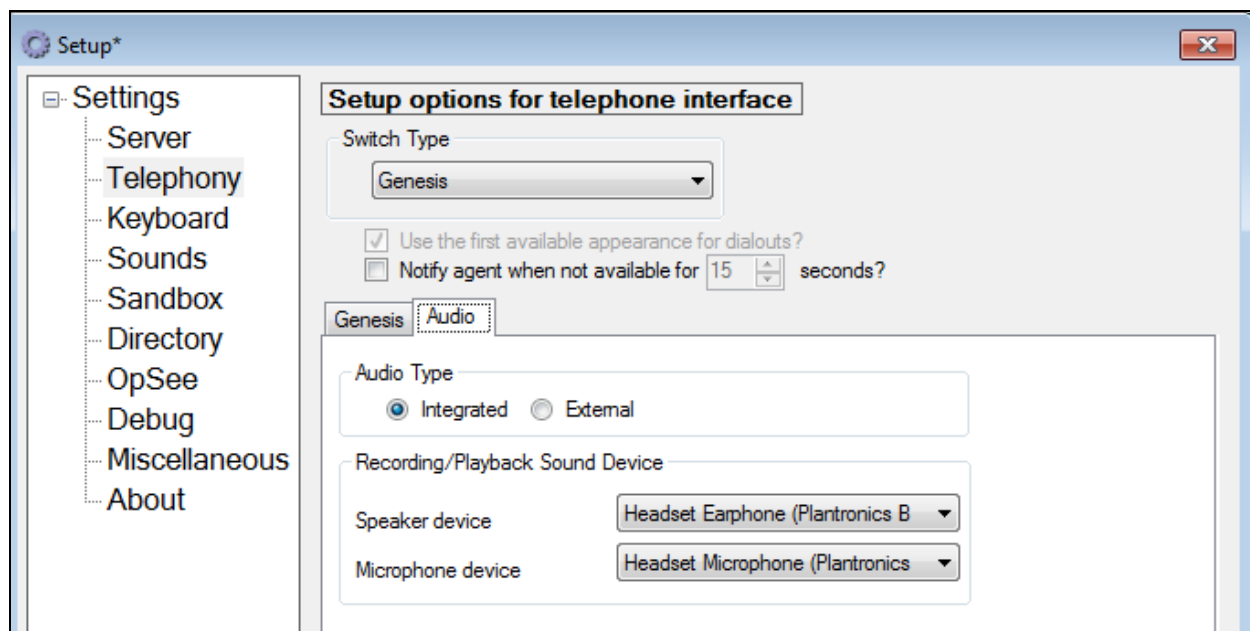 Setup*
Settings
Server
Telephony
Keyboard
Sounds
Sandbox
Directory
OpSee
Debug
Miscellaneous
About
Setup options for telephone interface
Switch Type
Genesis
Use the first available appearance for dialouts?
Notify agent when not available for 15 seconds?
Genesis Audio
Audio Type
Integrated External
Recording/Playback Sound Device
Speaker device Headset Earphone (Plantronics B
Microphone device Headset Microphone (Plantronics